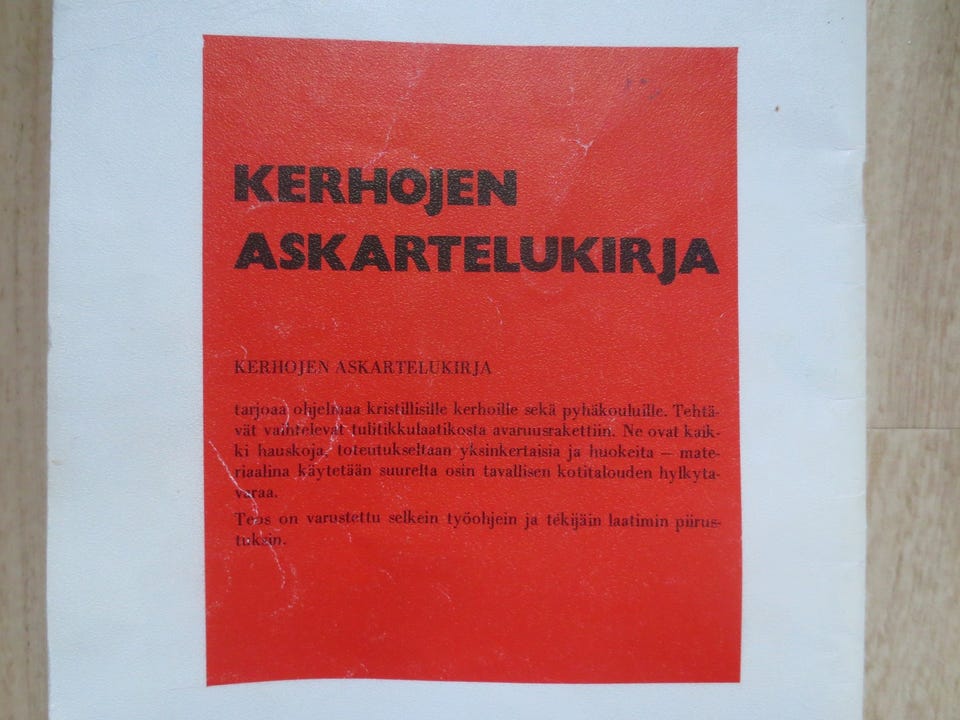 KERHOJEN
ASKARTELUKIRJA
KERHOJEN ASKARTELUKIRJA
tarjoaa ohjelmaa kristillisille kerhoille sekä pyhäkouluille. Tehtä-
vät vaihtelevat tulitikkulaatikosta avaruusrakettiin. Ne ovat kaik-
ki hauskoja, toteutukseltaan yksinkertaisia ja huokeita — mate-
riaalina käytetään suurelta osin tavallisen kotitalouden hylkyta-
varaa.
Teos on varustettu selkein työohjein ja tekijäin laatimin piirus-
tuksin.